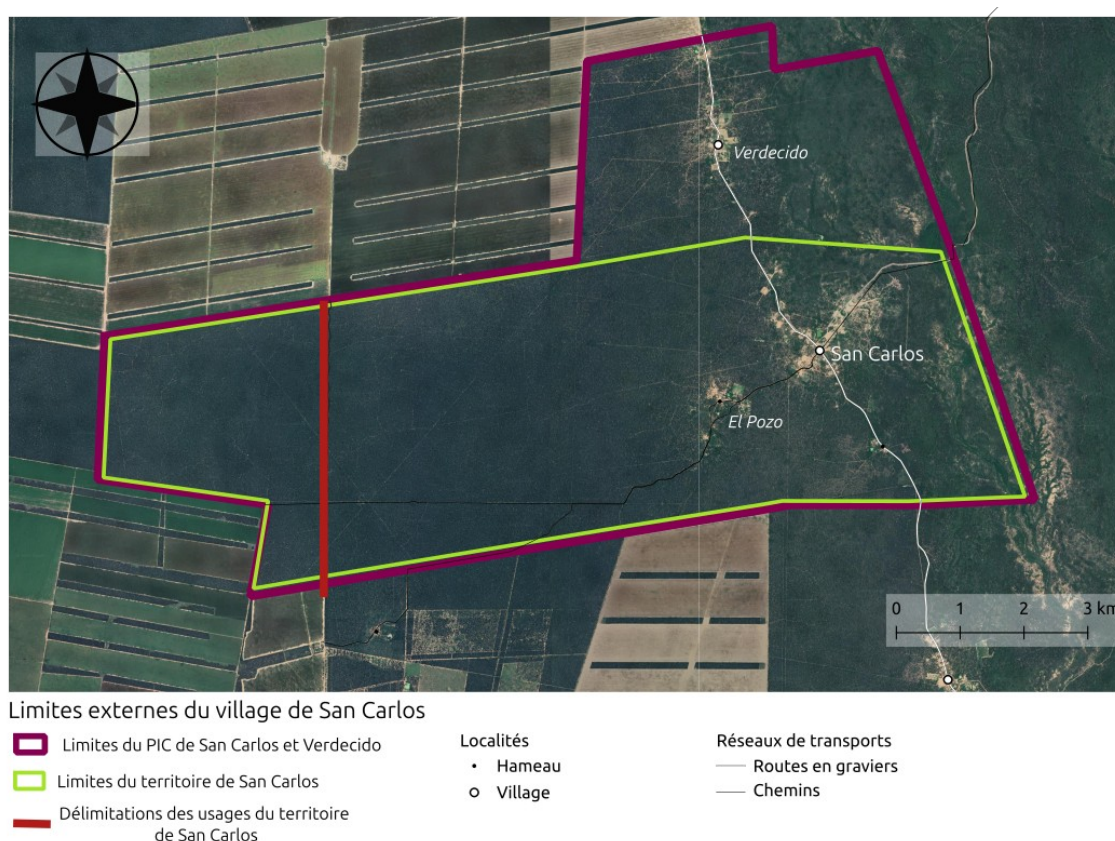 Verdecido
San Carlos
El Pozo
0 1 2 3 km
Limites externes du village de San Carlos
Limites du PIC de San Carlos et Verdecido
Limites du territoire de San Carlos
Délimitations des usages du territoire
de San Carlos
Localités
Hameau
Village
Réseaux de transports
Routes en graviers
Chemins